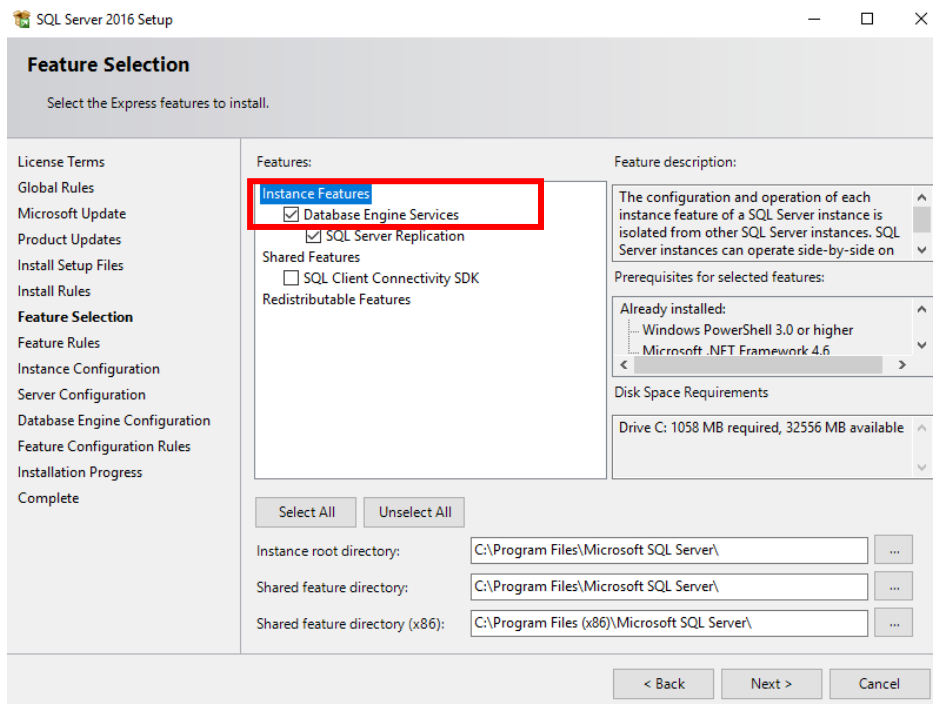 SQL Server 2016 Setup
Feature Selection
Select the Express features to install.
License Terms
Global Rules
Microsoft Update
Product Updates
Install Setup Files
Install Rules
Feature Selection
Feature Rules
Instance Configuration
Server Configuration
Database Engine Configuration
Feature Configuration Rules
Installation Progress
Complete
Features:
Instance Features
Database Engine Services
SQL Server Replication
Shared Features
SQL Client Connectivity SDK
Redistributable Features
Feature description:
The configuration and operation of each
instance feature of a SQL Server instance is
isolated from other SQL Server instances. SQL
Server instances can operate side-by-side on
Prerequisites for selected features:
Already installed:
Windows PowerShell 3.0 or higher
Microsoft .NET Framework 4.6
Disk Space Requirements
Drive C: 1058 MB required, 32556 MB available
Select All
Unselect All
Instance root directory:
C:\Program Files\Microsoft SQL Server\
...
Shared feature directory:
C:\Program Files\Microsoft SQL Server\
...
Shared feature directory (x86):
C:\Program Files (x86)\Microsoft SQL Server\
...
< Back
Next >
Cancel